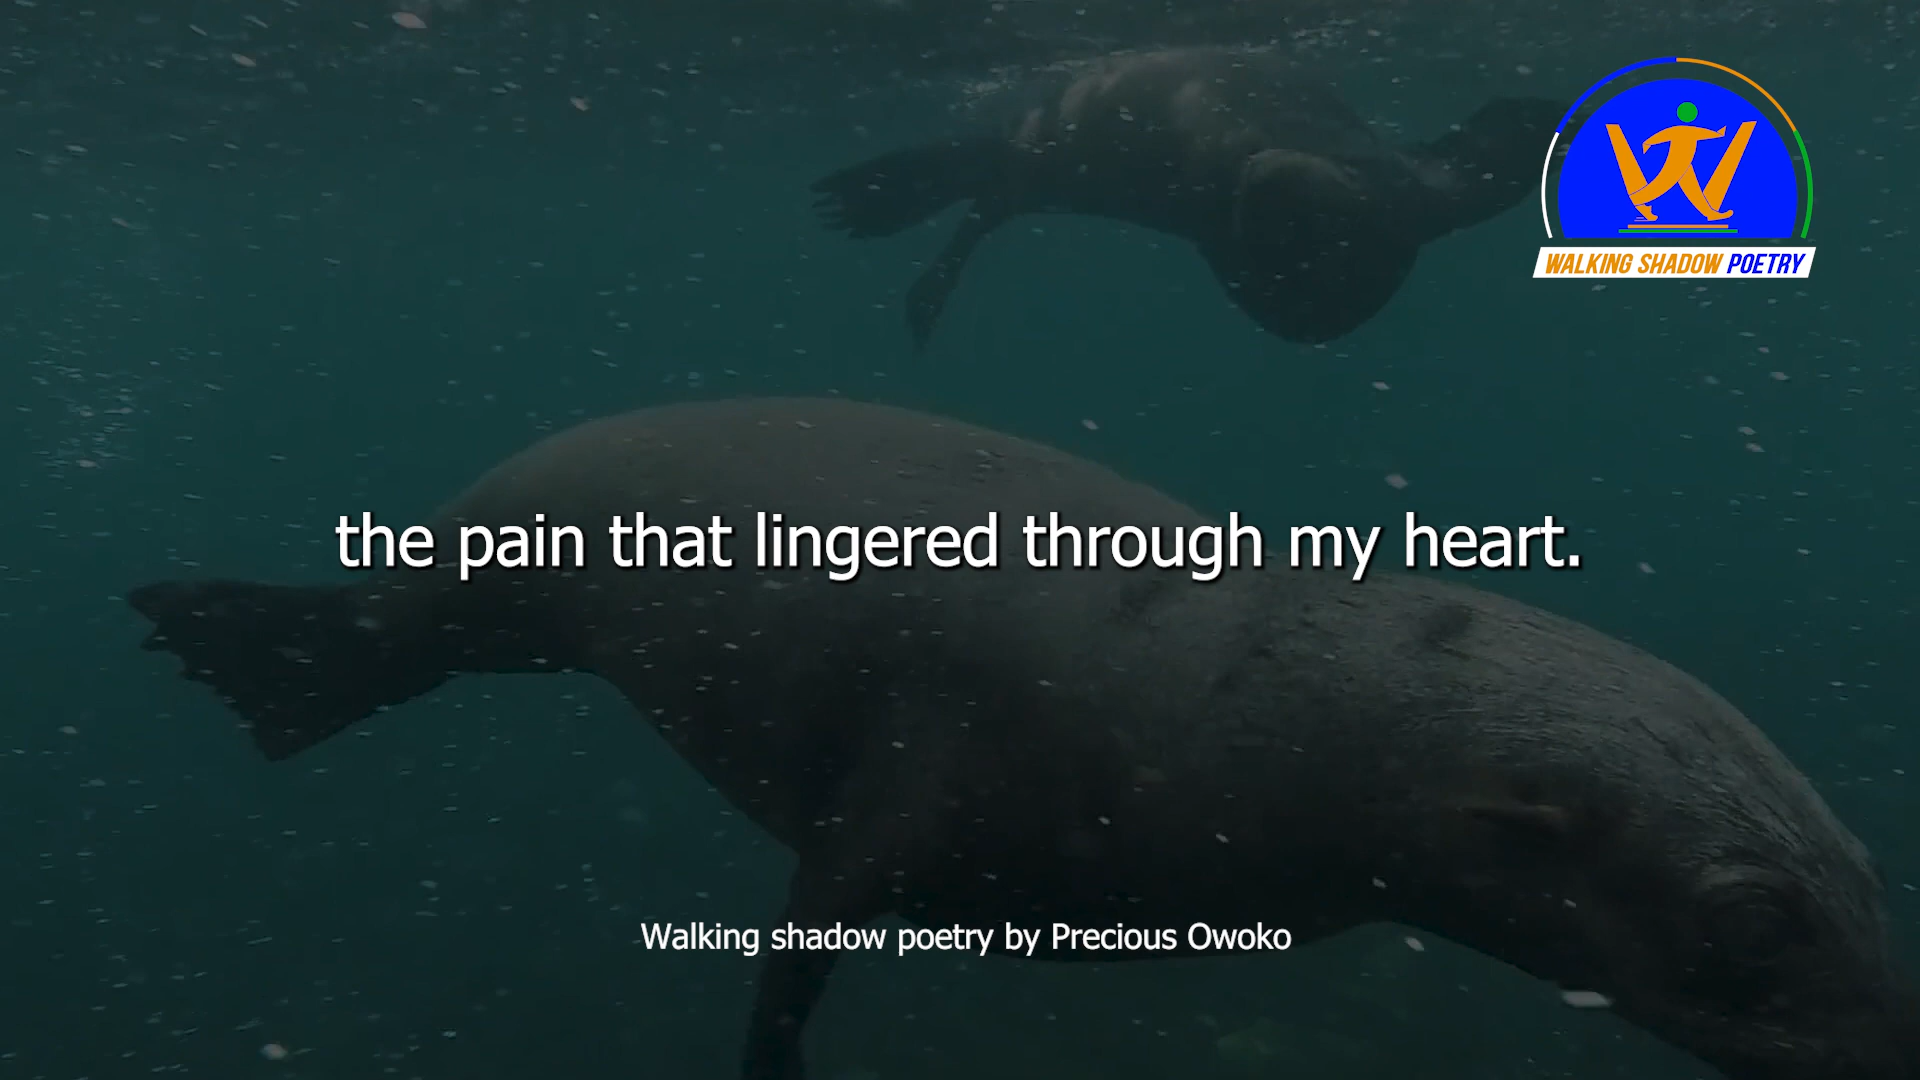 WALKING SHADOW POETRY
the pain that lingered through my heart.
Walking shadow poetry by Precious Owoko